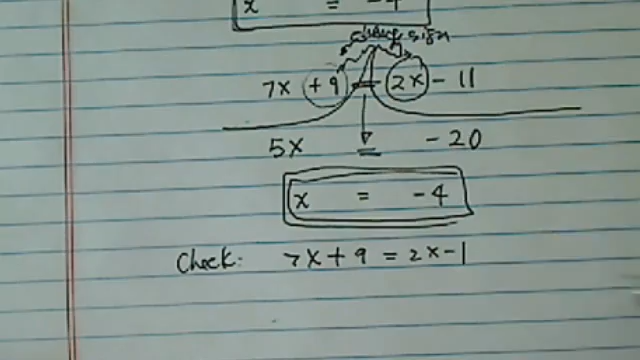 x = -4
change sign
7x +9 = 2x - 11
5x = -20
x = -4
Check: 7x + 9 = 2x - 1